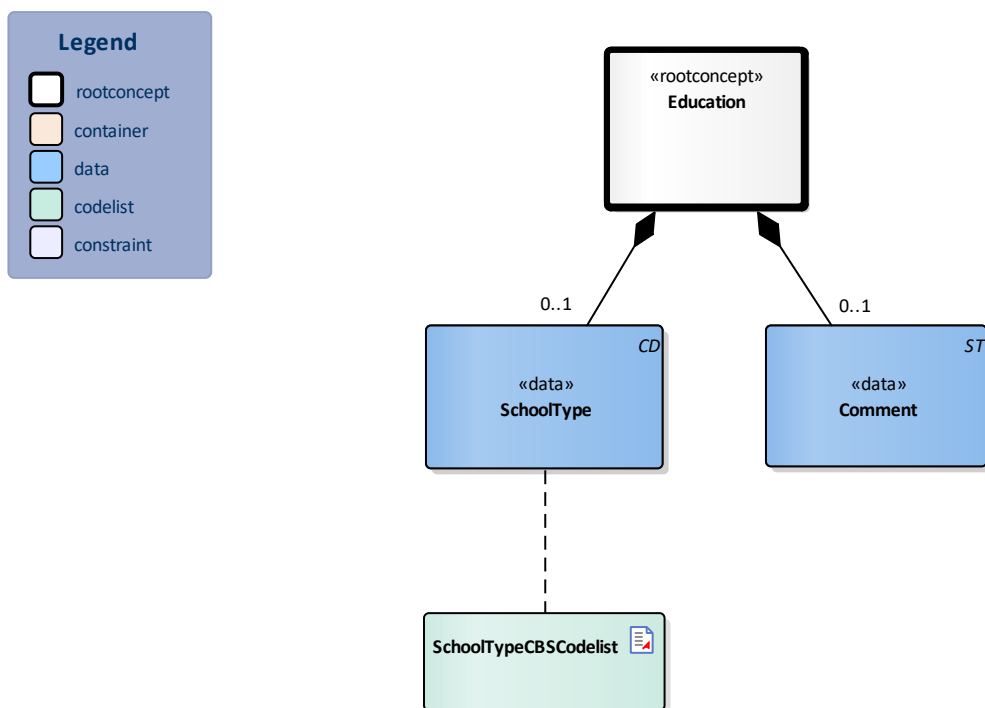 Legend
rootconcept
container
data
codelist
constraint
«rootconcept»
Education
0..1
0..1
CD
«data»
SchoolType
ST
«data»
Comment
SchoolTypeCBSCodelist